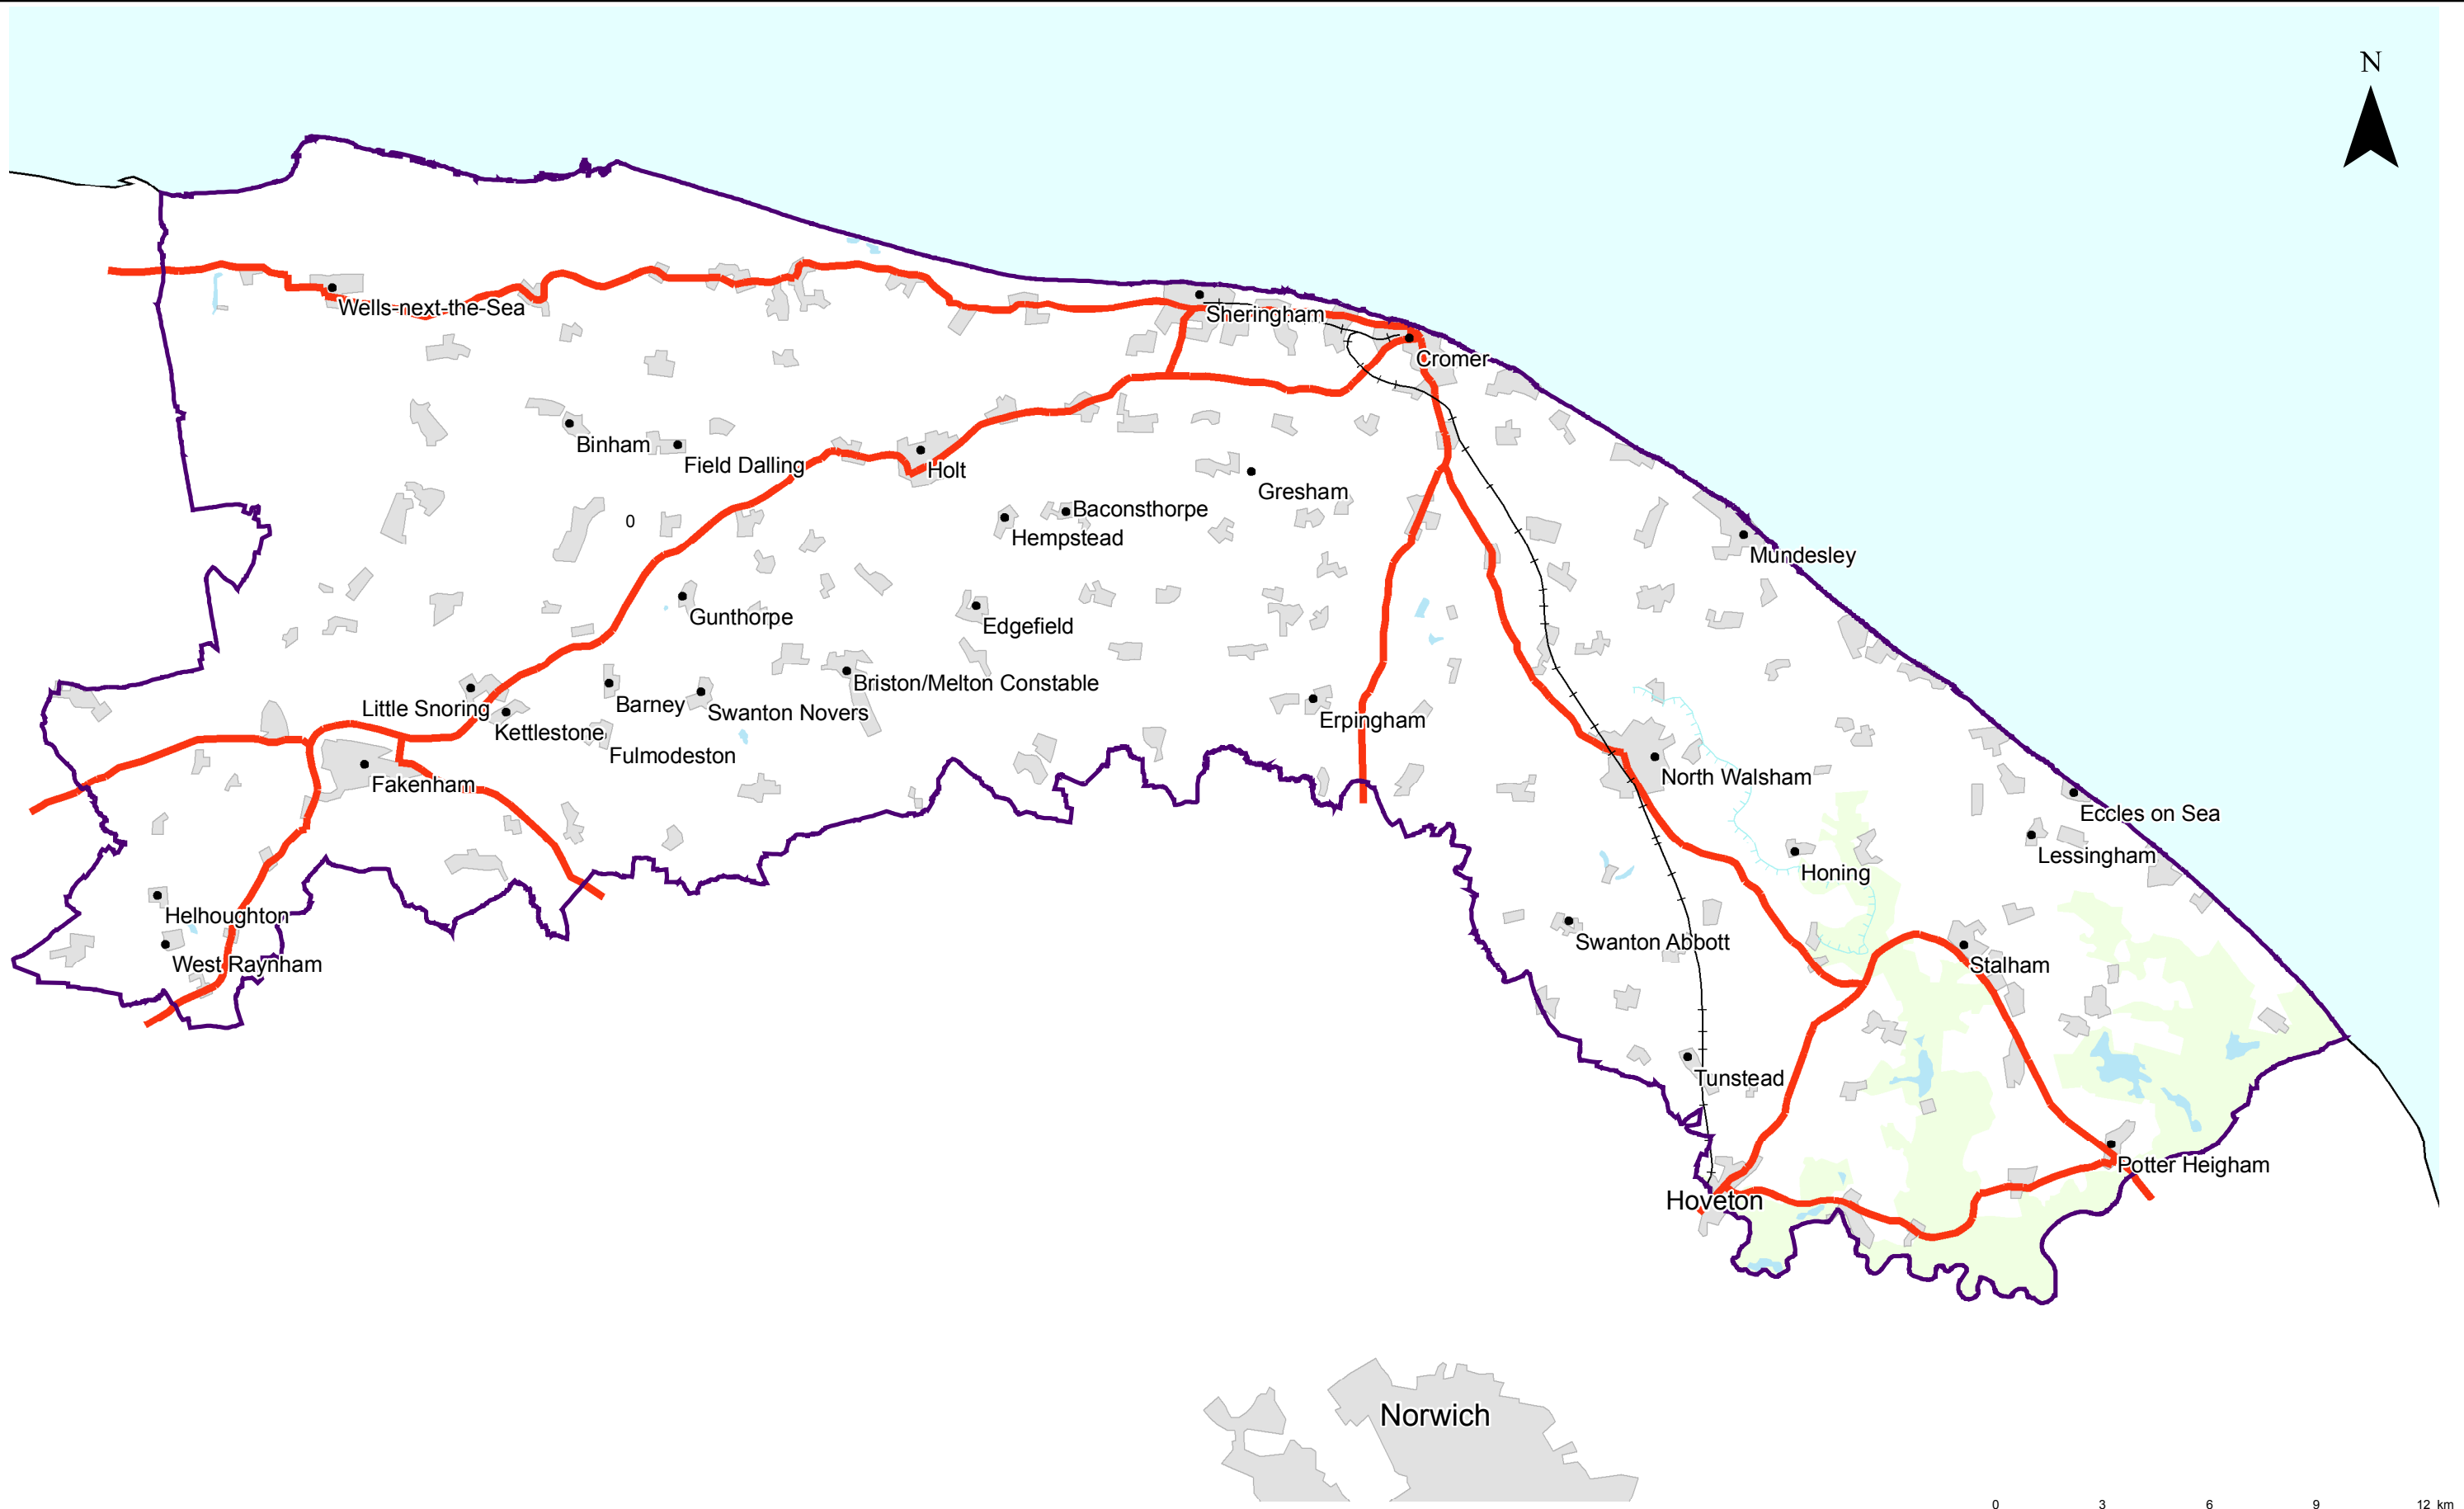 N
Wells-next-the-Sea
Sheringham
Cromer
Binham
Field Dalling
Holt
Gresham
0
Baconsthorpe
Hempstead
Mundesley
Gunthorpe
Edgefield
Briston/Melton Constable
Little Snoring
Barney
Swanton Novers
Kettlestone
Erpingham
Fulmodeston
Fakenham
North Walsham
Eccles on Sea
Lessingham
Honing
Helhoughton
Swanton Abbott
West Raynham
Stalham
Tunstead
Potter Heigham
Hoveton
Norwich
0 3 6 9 12 km